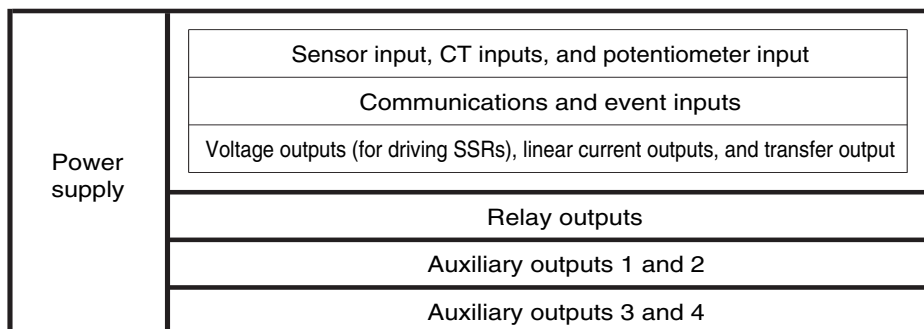 Power
supply
Sensor input, CT inputs, and potentiometer input
Communications and event inputs
Voltage outputs (for driving SSRs), linear current outputs, and transfer output
Relay outputs
Auxiliary outputs 1 and 2
Auxiliary outputs 3 and 4